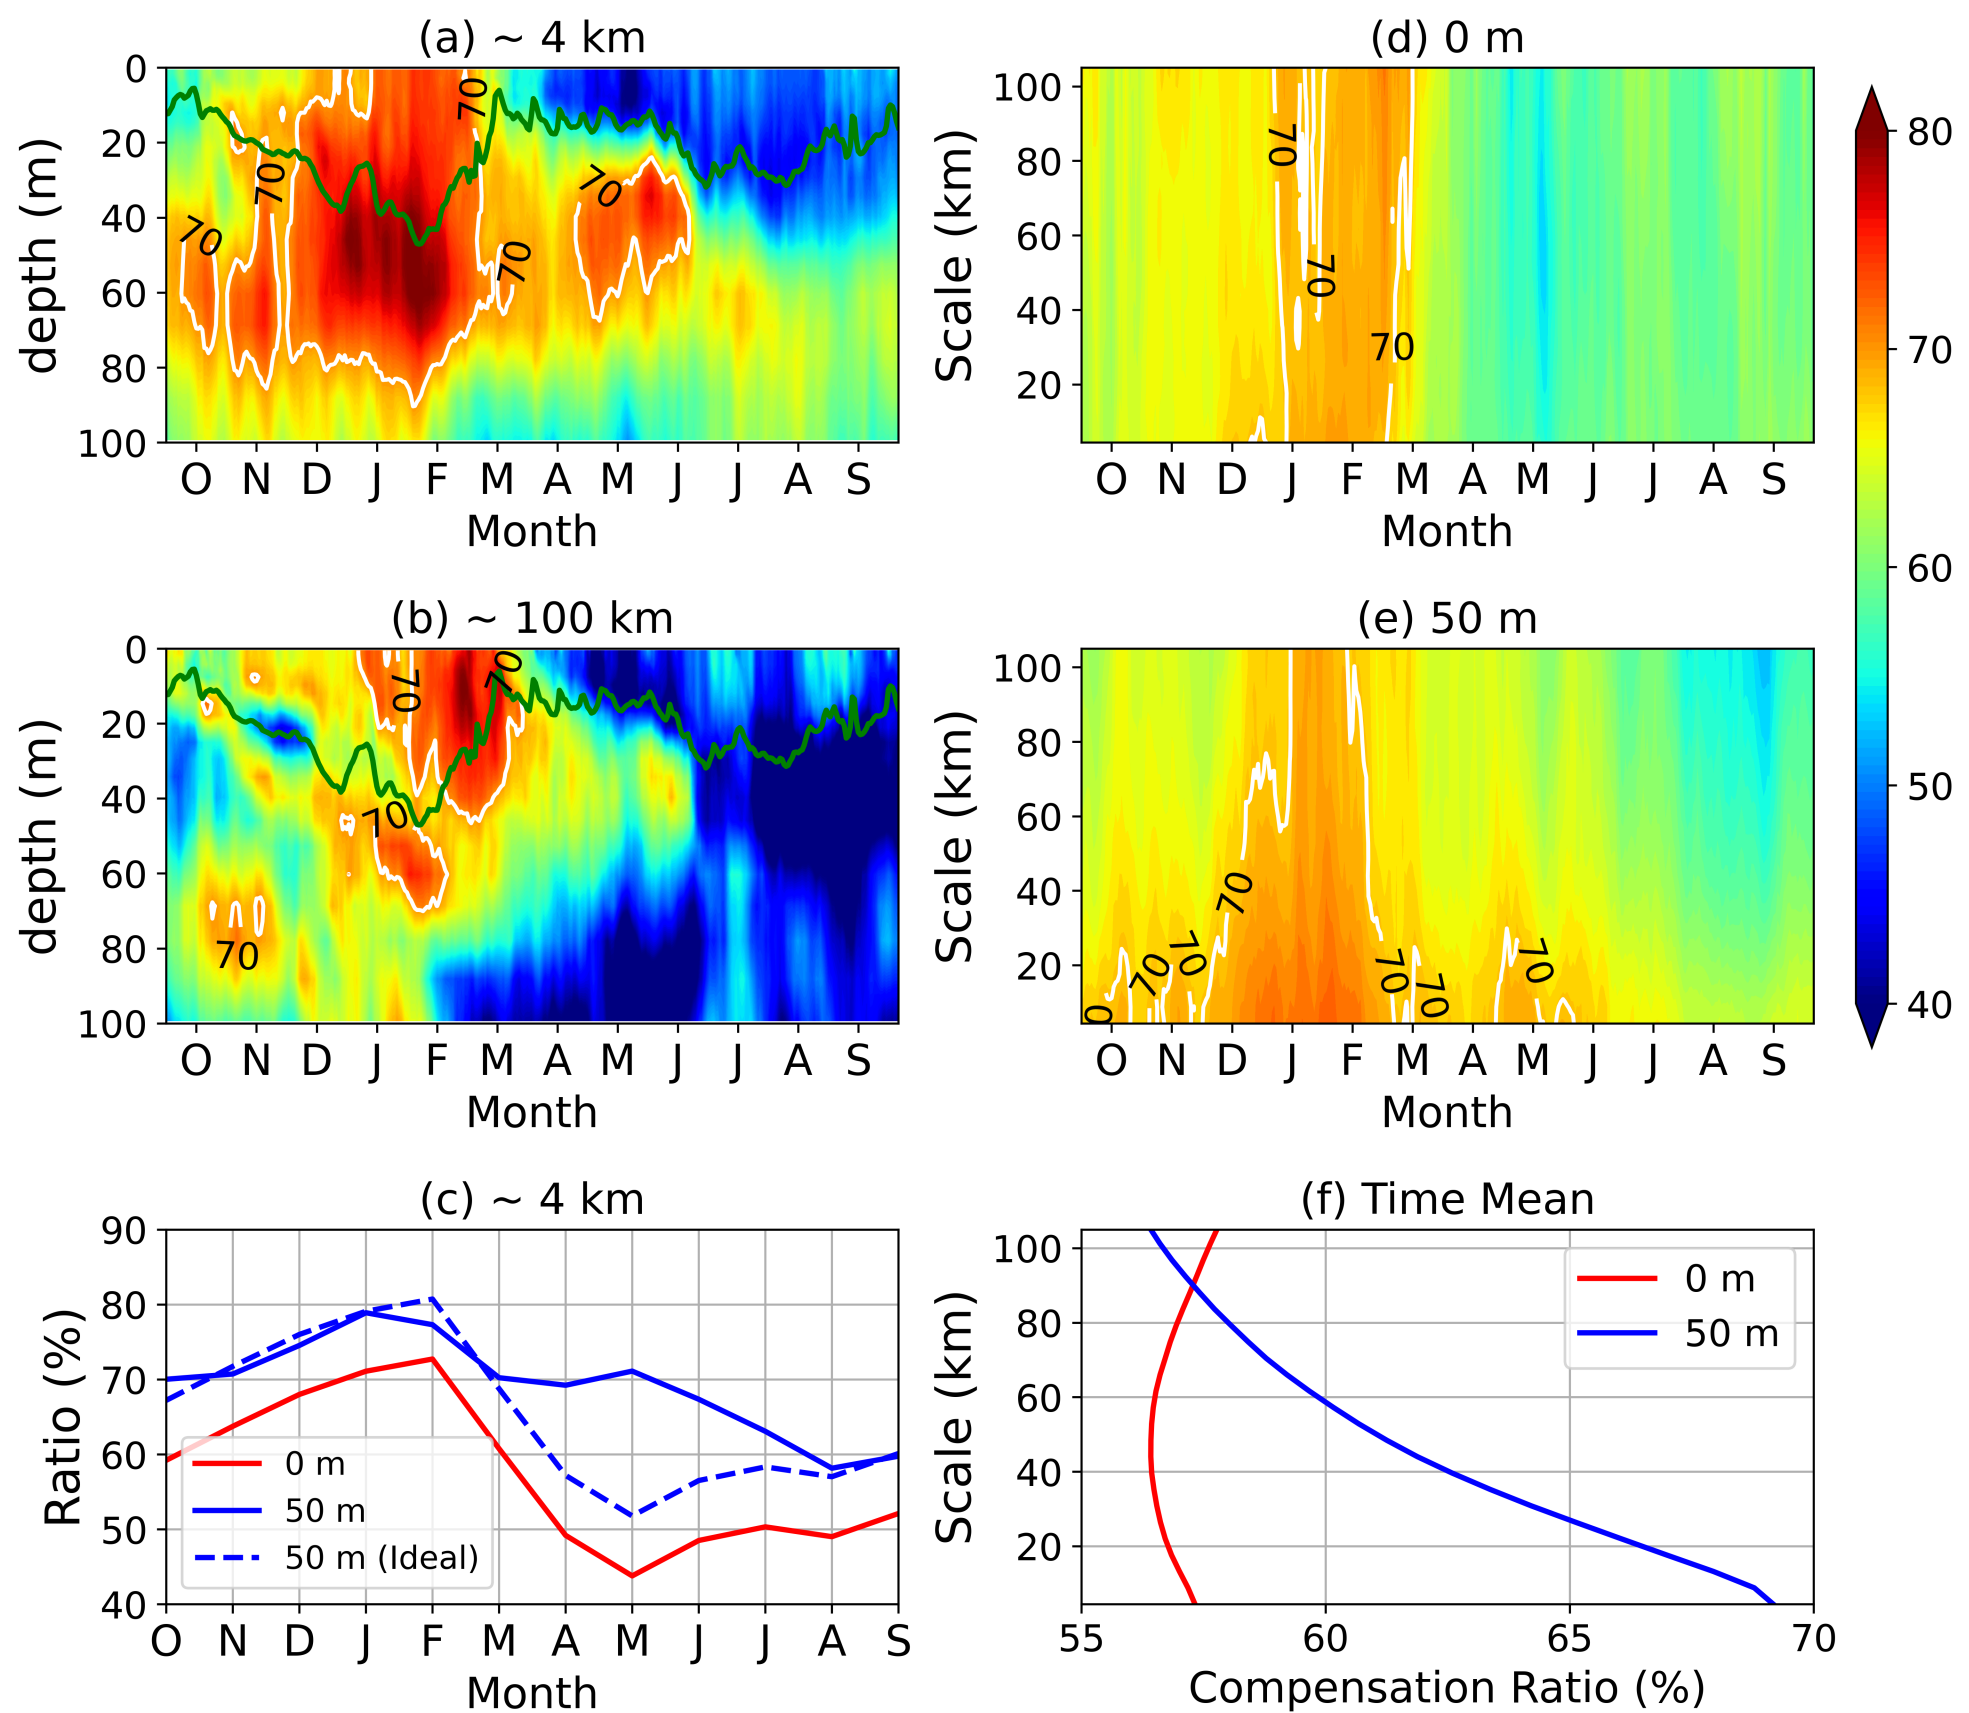 (a) ~ 4 km
0
20
40
60
80
100
depth (m)
70
70
70
70
70
O N D J F M A M J J A S
Month
(d) 0 m
100
80
60
40
20
Scale (km)
70
70
70
O N D J F M A M J J A S
Month
80
70
60
50
40
(b) ~ 100 km
0
20
40
60
80
100
depth (m)
70
70
70
70
O N D J F M A M J J A S
Month
(e) 50 m
100
80
60
40
20
Scale (km)
0
70
70
70
70
70
70
O N D J F M A M J J A S
Month
(c) ~ 4 km
90
80
70
60
50
40
Ratio (%)
0 m
50 m
50 m (Ideal)
O N D J F M A M J J A S
Month
(f) Time Mean
100
80
60
40
20
Scale (km)
0 m
50 m
55 60 65 70
Compensation Ratio (%)